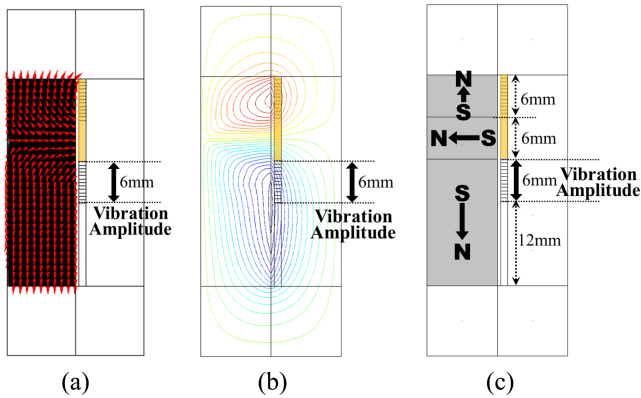 6mm
Vibration
Amplitude
(a)
6mm
Vibration
Amplitude
(b)
N
S
6mm
N S
6mm
S
N
6mm
Vibration
Amplitude
12mm
(c)